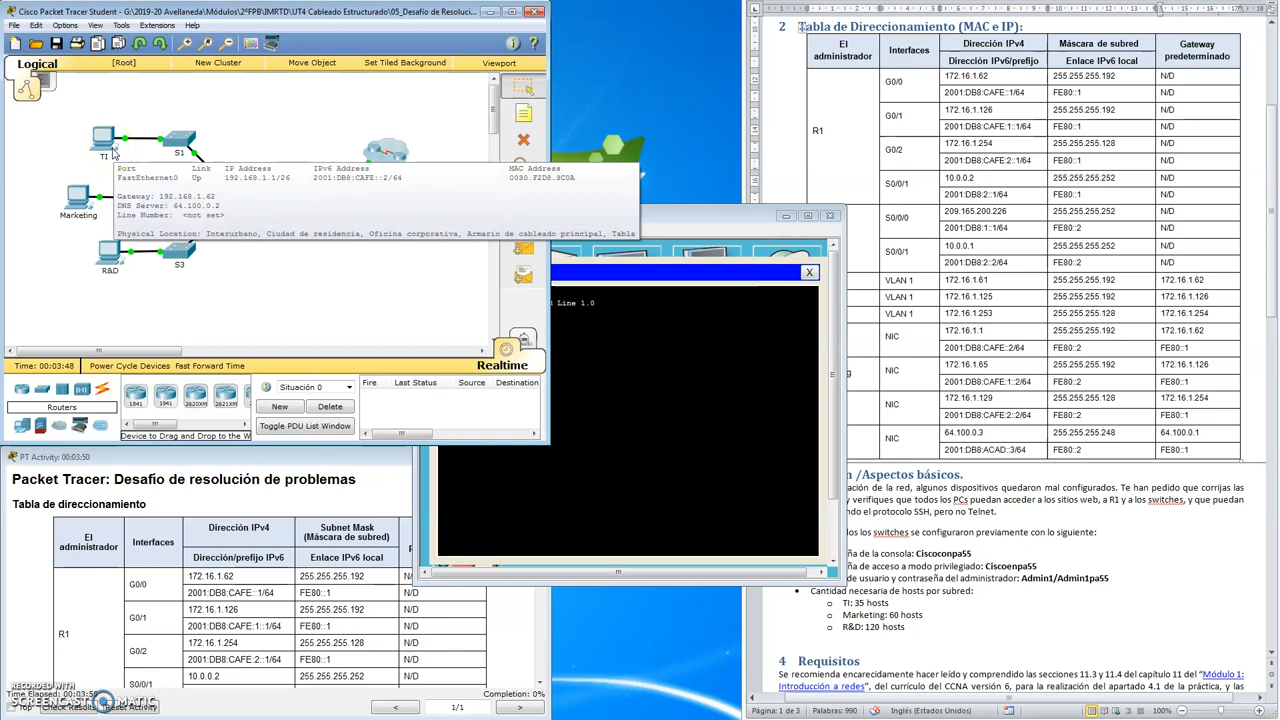 Cisco Packet Tracer Student - G:\2019-20 Avellaneda\Módulos\2ºFPB\IMRTD\UT4 Cableado Estructurado\05_Desafío de Resoluci...
File Edit Options View Tools Extensions Help
Logical [Root] New Cluster Move Object Set Tiled Background Viewport
TI
S1
Port Link IP Address IPv6 Address MAC Address
FastEthernet0 Up 192.168.1.1/26 2001:DB8:CAFE::2/64 0030.F2D8.3C0A
Gateway: 192.168.1.62
DNS Server: 64.100.0.2
Line Number: <not set>
Physical Location: Interurbano, Ciudad de residencia, Oficina corporativa, Armario de cableado principal, Tabla
Marketing
R&D
S3
X
d Line 1.0
Time: 00:03:48 Power Cycle Devices Fast Forward Time
Realtime
Routers
1841 1941 2620XM 2621XM
Device to Drag and Drop to the W
Situación 0
New Delete
Toggle PDU List Window
Fire Last Status Source Destination
PT Activity: 00:03:50
Packet Tracer: Desafío de resolución de problemas
Tabla de direccionamiento
El administrador Interfaces Dirección IPv4 Subnet Mask (Máscara de subred)
Dirección/prefijo IPv6 Enlace IPv6 local
R1
G0/0 172.16.1.62 255.255.255.192
2001:DB8:CAFE::1/64 FE80::1 N/D
G0/1 172.16.1.126 255.255.255.192 N/D
2001:DB8:CAFE:1::1/64 FE80::1 N/D
G0/2 172.16.1.254 255.255.255.128 N/D
2001:DB8:CAFE:2::1/64 FE80::1 N/D
S0/0/1 10.0.0.2 255.255.255.252 N/D
Time Elapsed: 00:03:50 Completion: 0%
Top Check Results Reset Activity < 1/1 >
RECORDED WITH
SCREENCAST MATIC
2 Tabla de Direccionamiento (MAC e IP):
El administrador Interfaces Dirección IPv4 Máscara de subred Gateway predeterminado
Dirección IPv6/prefijo Enlace IPv6 local
R1
G0/0 172.16.1.62 255.255.255.192 N/D
2001:DB8:CAFE::1/64 FE80::1 N/D
G0/1 172.16.1.126 255.255.255.192 N/D
2001:DB8:CAFE:1::1/64 FE80::1 N/D
G0/2 172.16.1.254 255.255.255.128 N/D
2001:DB8:CAFE:2::1/64 FE80::1 N/D
S0/0/1 10.0.0.2 255.255.255.252 N/D
2001:DB8:2::1/64 FE80::1 N/D
S0/0/0 209.165.200.226 255.255.255.252 N/D
S0/0/1 10.0.0.1 255.255.255.252 N/D
2001:DB8:2::2/64 FE80::2 N/D
VLAN 1 172.16.1.61 255.255.255.192 172.16.1.62
VLAN 1 172.16.1.125 255.255.255.192 172.16.1.126
VLAN 1 172.16.1.253 255.255.255.128 172.16.1.254
NIC 172.16.1.1 255.255.255.192 172.16.1.62
2001:DB8:CAFE::2/64 FE80::2 FE80::1
NIC 172.16.1.65 255.255.255.192 172.16.1.126
2001:DB8:CAFE:1::2/64 FE80::2 FE80::1
NIC 172.16.1.129 255.255.255.128 172.16.1.254
2001:DB8:CAFE:2::2/64 FE80::2 FE80::1
NIC 64.100.0.3 255.255.255.248 64.100.0.1
2001:DB8:ACAD::3/64 FE80::2 FE80::1
n /Aspectos básicos.
ación de la red, algunos dispositivos quedaron mal configurados. Te han pedido que corrijas las
y verifiques que todos los PCs puedan acceder a los sitios web, a R1 y a los switches, y que puedan
ndo el protocolo SSH, pero no Telnet.
dos los switches se configuraron previamente con lo siguiente:
ña de la consola: Ciscoconpa55
ña de acceso a modo privilegiado: Ciscoenpa55
de usuario y contraseña del administrador: Admin1/Admin1pa55
• Cantidad necesaria de hosts por subred:
o TI: 35 hosts
o Marketing: 60 hosts
o R&D: 120 hosts
4 Requisitos
Se recomienda encarecidamente haber leído y comprendido las secciones 11.3 y 11.4 del capítulo 11 del "Módulo 1:
Introducción a redes", del currículo del CCNA versión 6, para la realización del apartado 4.1 de la práctica, y las
Página: 1 de 3 Palabras: 990 Inglés (Estados Unidos) 100%